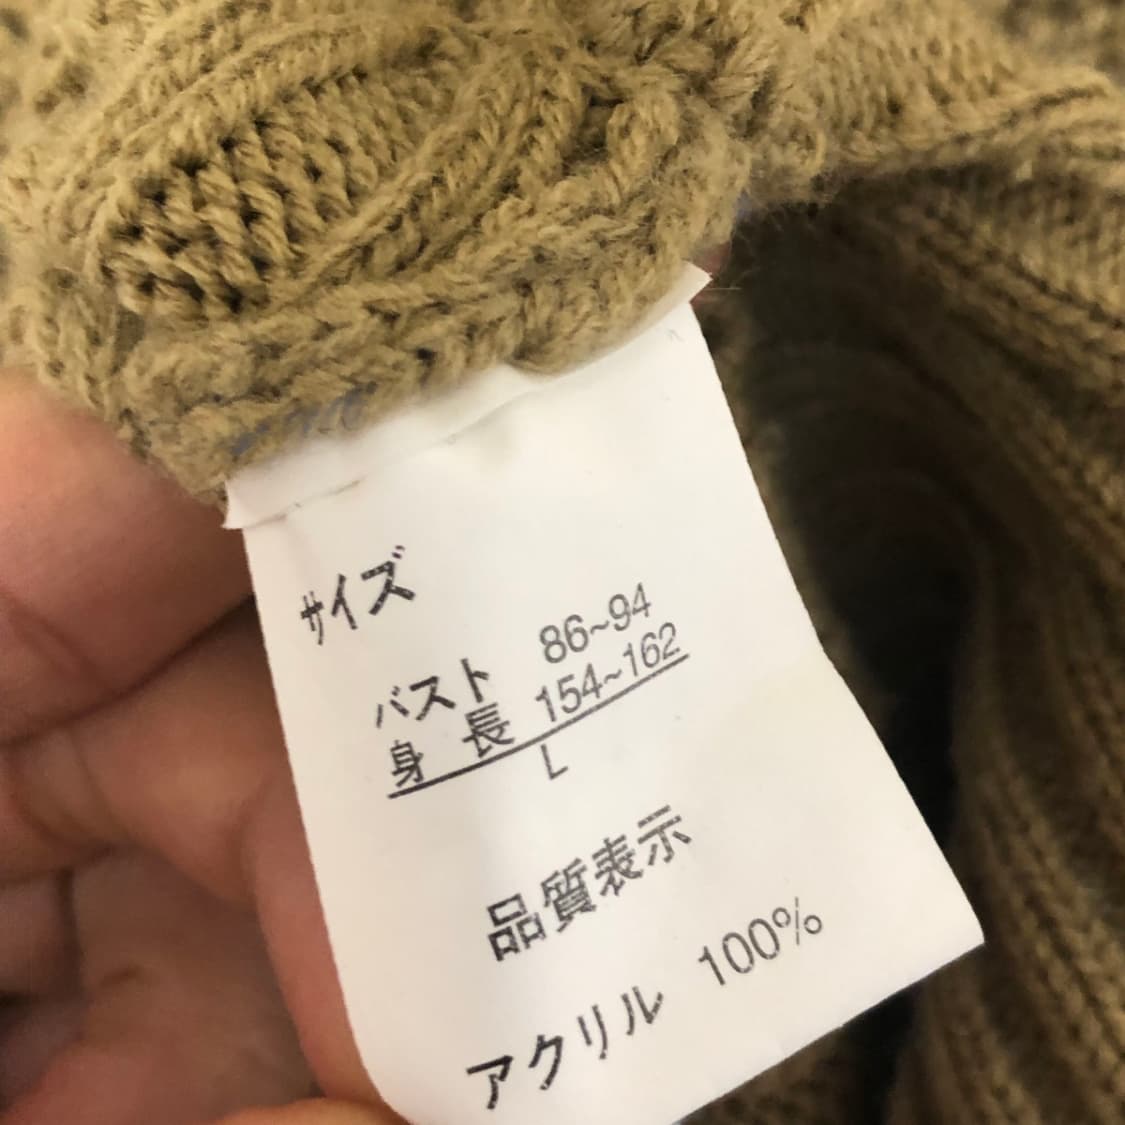 サイズ
バスト 86~94
身 長 154~162
L
品質表示
アクリル 100%